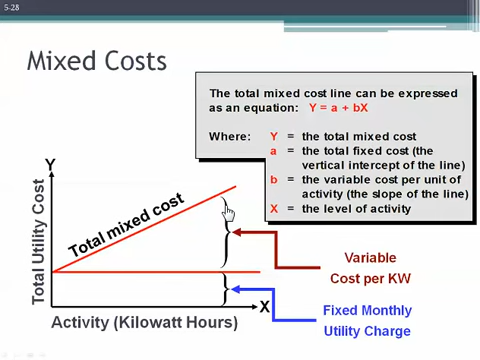 5-28
Mixed Costs
The total mixed cost line can be expressed
as an equation: Y = a + bX
Where: Y = the total mixed cost
a = the total fixed cost (the
vertical intercept of the line)
b = the variable cost per unit of
activity (the slope of the line)
X = the level of activity
Y
Total Utility Cost
Total mixed cost
Variable
Cost per KW
X
Activity (Kilowatt Hours)
Fixed Monthly
Utility Charge